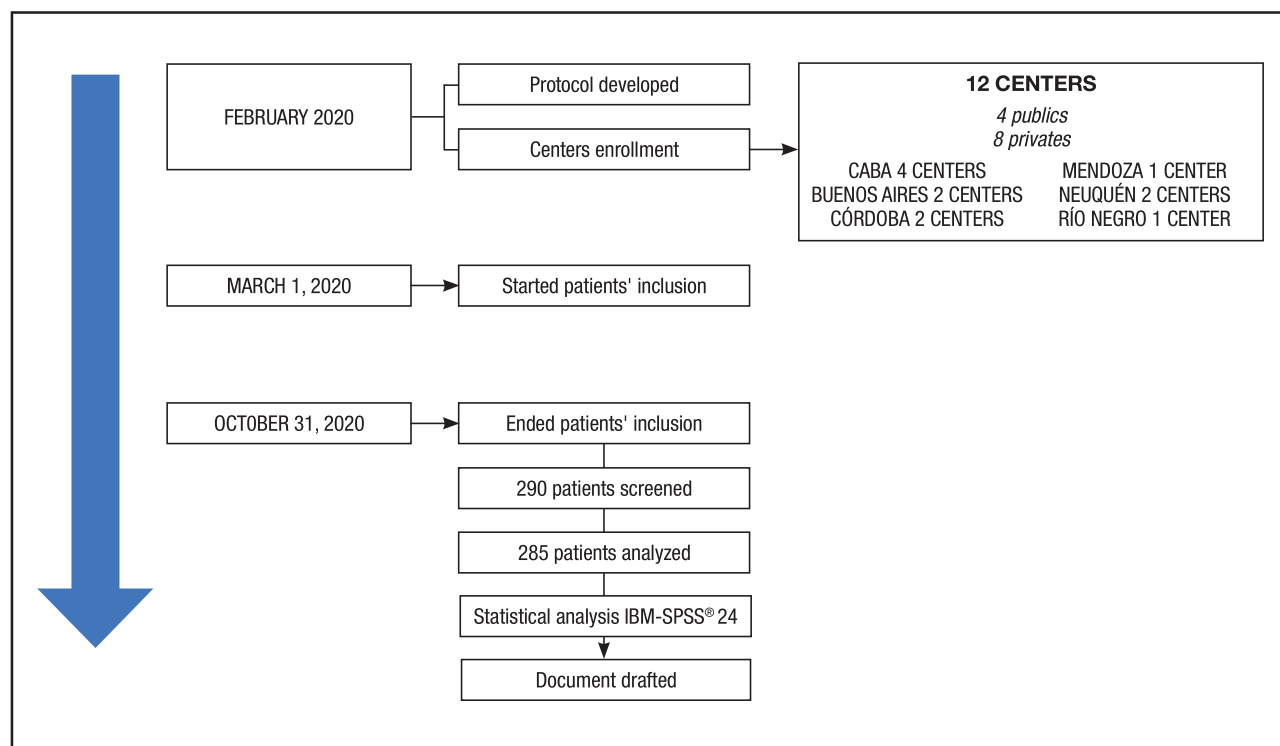 FEBRUARY 2020
Protocol developed
Centers enrollment
12 CENTERS
4 publics
8 privates
CABA 4 CENTERS
BUENOS AIRES 2 CENTERS
CÓRDOBA 2 CENTERS
MENDOZA 1 CENTER
NEUQUÉN 2 CENTERS
RÍO NEGRO 1 CENTER
MARCH 1, 2020
Started patients' inclusion
OCTOBER 31, 2020
Ended patients' inclusion
290 patients screened
285 patients analyzed
Statistical analysis IBM-SPSS® 24
Document drafted